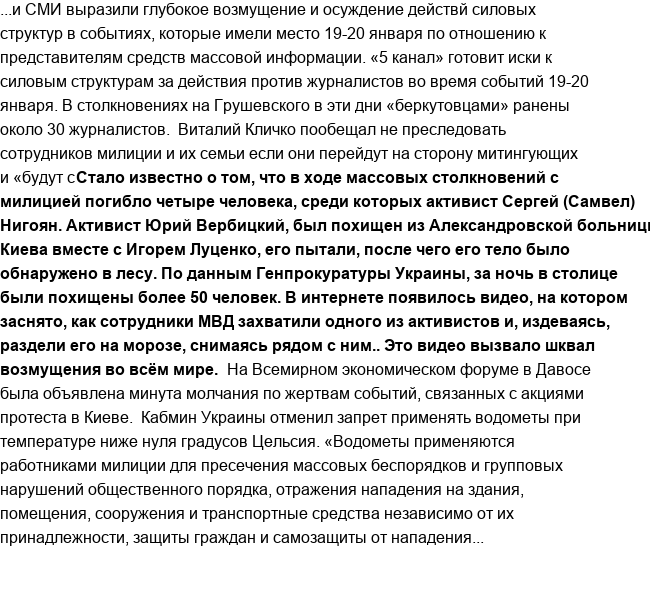 ...и СМИ выразили глубокое возмущение и осуждение действй силовых
структур в событиях, которые имели место 19-20 января по отношению к
представителям средств массовой информации. «5 канал» готовит иски к
силовым структурам за действия против журналистов во время событий 19-20
января. В столкновениях на Грушевского в эти дни «беркутовцами» ранены
около 30 журналистов. Виталий Кличко пообещал не преследовать
сотрудников милиции и их семьи если они перейдут на сторону митингующих
и «будут сСтало известно о том, что в ходе массовых столкновений с
милицией погибло четыре человека, среди которых активист Сергей (Самвел)
Нигоян. Активист Юрий Вербицкий, был похищен из Александровской больниц
Киева вместе с Игорем Луценко, его пытали, после чего его тело было
обнаружено в лесу. По данным Генпрокуратуры Украины, за ночь в столице
были похищены более 50 человек. В интернете появилось видео, на котором
заснято, как сотрудники МВД захватили одного из активистов и, издеваясь,
раздели его на морозе, снимаясь рядом с ним.. Это видео вызвало шквал
возмущения во всём мире. На Всемирном экономическом форуме в Давосе
была объявлена минута молчания по жертвам событий, связанных с акциями
протеста в Киеве. Кабмин Украины отменил запрет применять водометы при
температуре ниже нуля градусов Цельсия. «Водометы применяются
работниками милиции для пресечения массовых беспорядков и групповых
нарушений общественного порядка, отражения нападения на здания,
помещения, сооружения и транспортные средства независимо от их
принадлежности, защиты граждан и самозащиты от нападения...